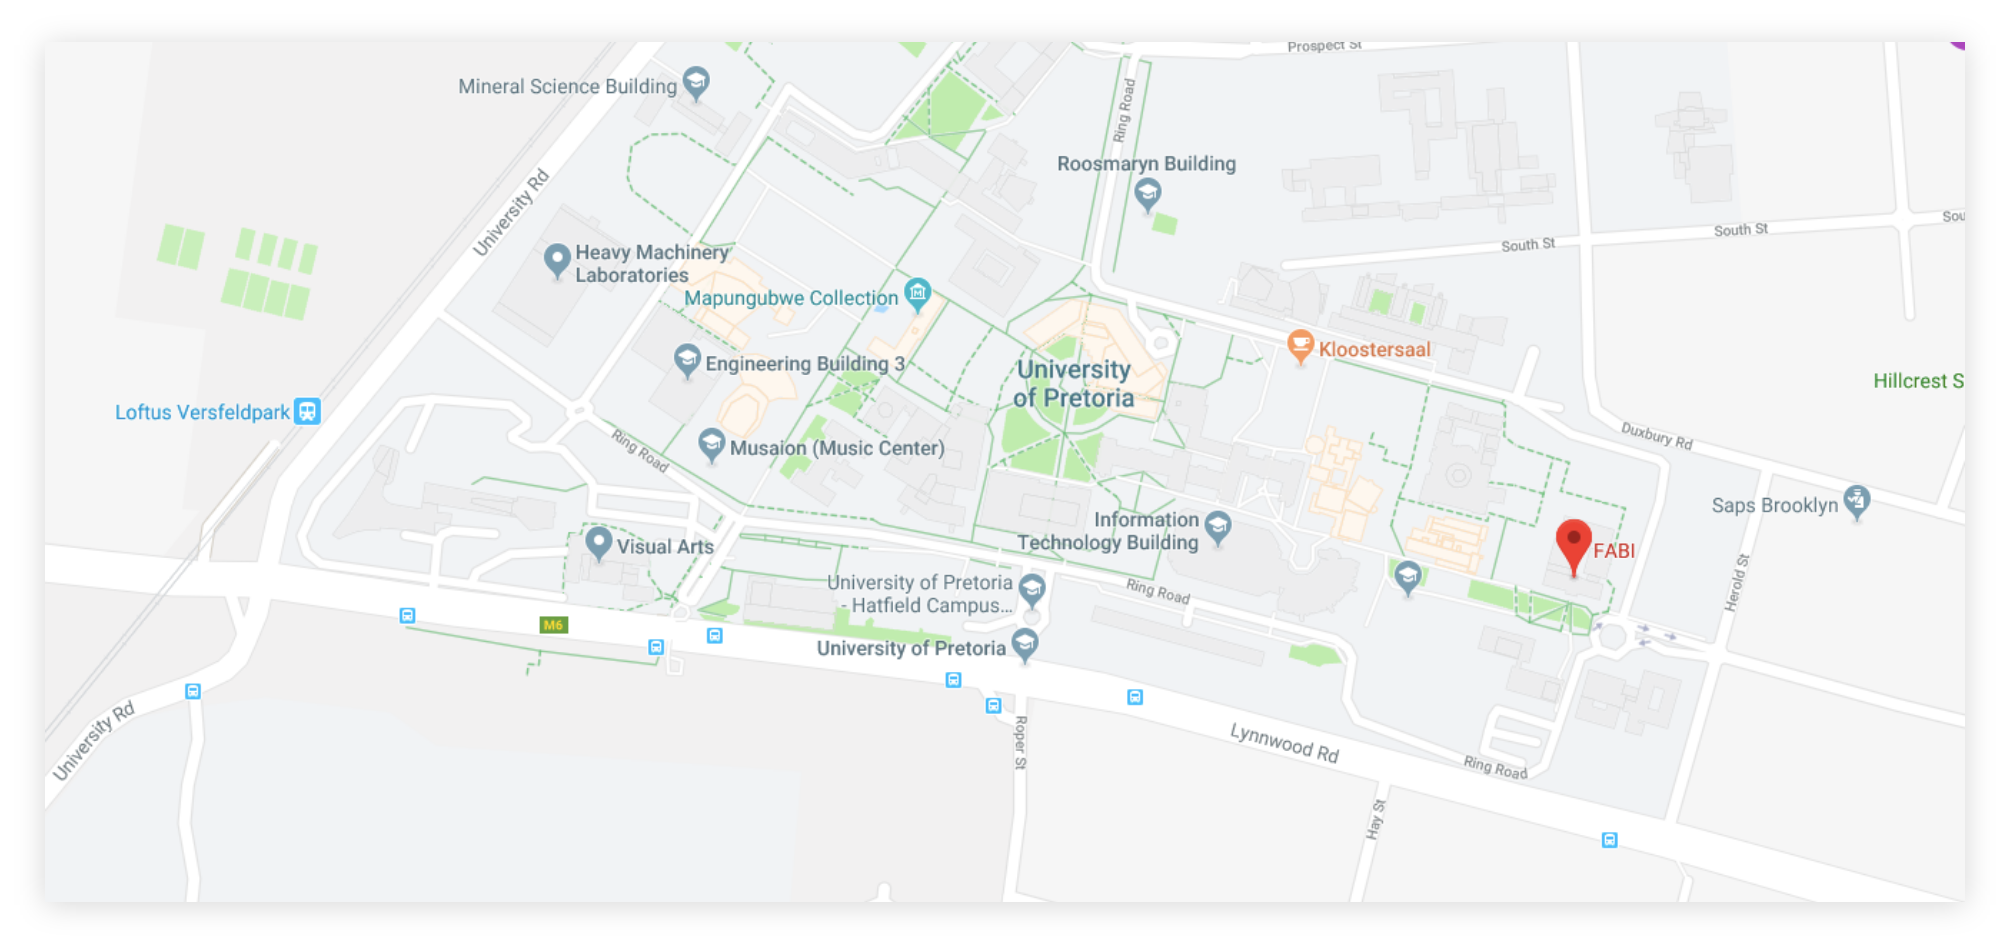 Prospect St
Mineral Science Building
Ring Road
Roosmaryn Building
University Rd
South St
South St
Sou
Heavy Machinery
Laboratories
Mapungubwe Collection
Kloostersaal
Engineering Building 3
University
of Pretoria
Hillcrest S
Loftus Versfeldpark
Ring Road
Musaion (Music Center)
Duxbury Rd
Saps Brooklyn
Information
Technology Building
Visual Arts
FABI
University of Pretoria
- Hatfield Campus...
Ring Road
Herold St
M6
University of Pretoria
University Rd
Roper St
Lynnwood Rd
Ring Road
Hay St